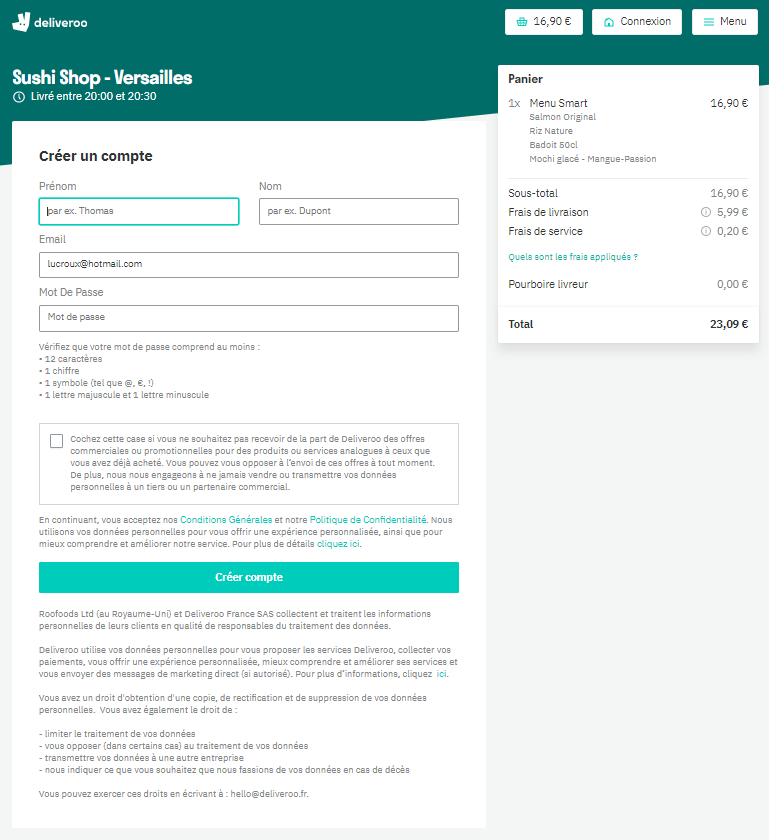 deliveroo
16,90 €
Connexion
Menu
Sushi Shop - Versailles
Livré entre 20:00 et 20:30
Créer un compte
Prénom
Nom
par ex. Thomas
par ex. Dupont
Email
lucroux@hotmail.com
Mot De Passe
Mot de passe
Vérifiez que votre mot de passe comprend au moins :
• 12 caractères
• 1 chiffre
• 1 symbole (tel que @, €, !)
• 1 lettre majuscule et 1 lettre minuscule
Cochez cette case si vous ne souhaitez pas recevoir de la part de Deliveroo des offres
commerciales ou promotionnelles pour des produits ou services analogues à ceux que
vous avez déjà acheté. Vous pouvez vous opposer à l'envoi de ces offres à tout moment.
De plus, nous nous engageons à ne jamais vendre ou transmettre vos données
personnelles à un tiers ou un partenaire commercial.
En continuant, vous acceptez nos Conditions Générales et notre Politique de Confidentialité. Nous
utilisons vos données personnelles pour vous offrir une expérience personnalisée, ainsi que pour
mieux comprendre et améliorer notre service. Pour plus de détails cliquez ici.
Créer compte
Roofoods Ltd (au Royaume-Uni) et Deliveroo France SAS collectent et traitent les informations
personnelles de leurs clients en qualité de responsables du traitement des données.
Deliveroo utilise vos données personnelles pour vous proposer les services Deliveroo, collecter vos
paiements, vous offrir une expérience personnalisée, mieux comprendre et améliorer ses services et
vous envoyer des messages de marketing direct (si autorisé). Pour plus d'informations, cliquez ici.
Vous avez un droit d'obtention d'une copie, de rectification et de suppression de vos données
personnelles. Vous avez également le droit de :
- limiter le traitement de vos données
- vous opposer (dans certains cas) au traitement de vos données
- transmettre vos données à une autre entreprise
- nous indiquer ce que vous souhaitez que nous fassions de vos données en cas de décès
Vous pouvez exercer ces droits en écrivant à : hello@deliveroo.fr.
Panier
1x Menu Smart 16,90 €
Salmon Original
Riz Nature
Badoit 50cl
Mochi glacé - Mangue-Passion
Sous-total 16,90 €
Frais de livraison 5,99 €
Frais de service 0,20 €
Quels sont les frais appliqués ?
Pourboire livreur 0,00 €
Total 23,09 €